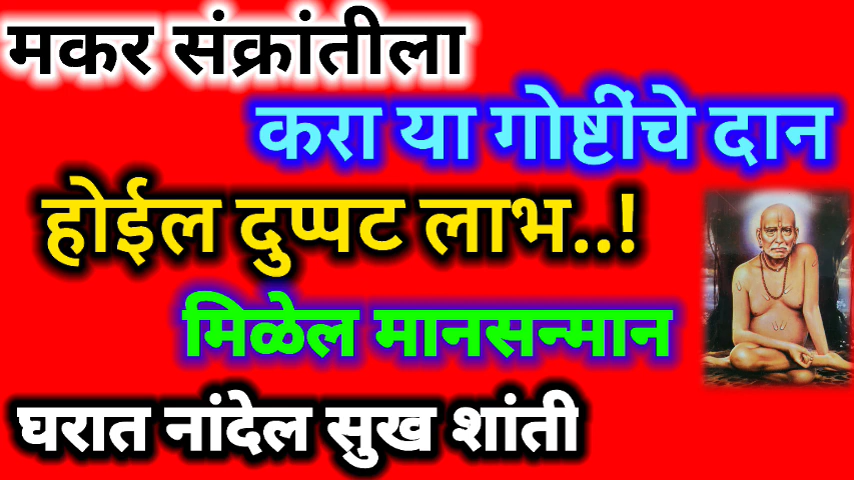 मकर संक्रांतीला
करा या गोष्टींचे दान
होईल दुप्पट लाभ..!
मिळेल मानसन्मान
घरात नांदेल सुख शांती